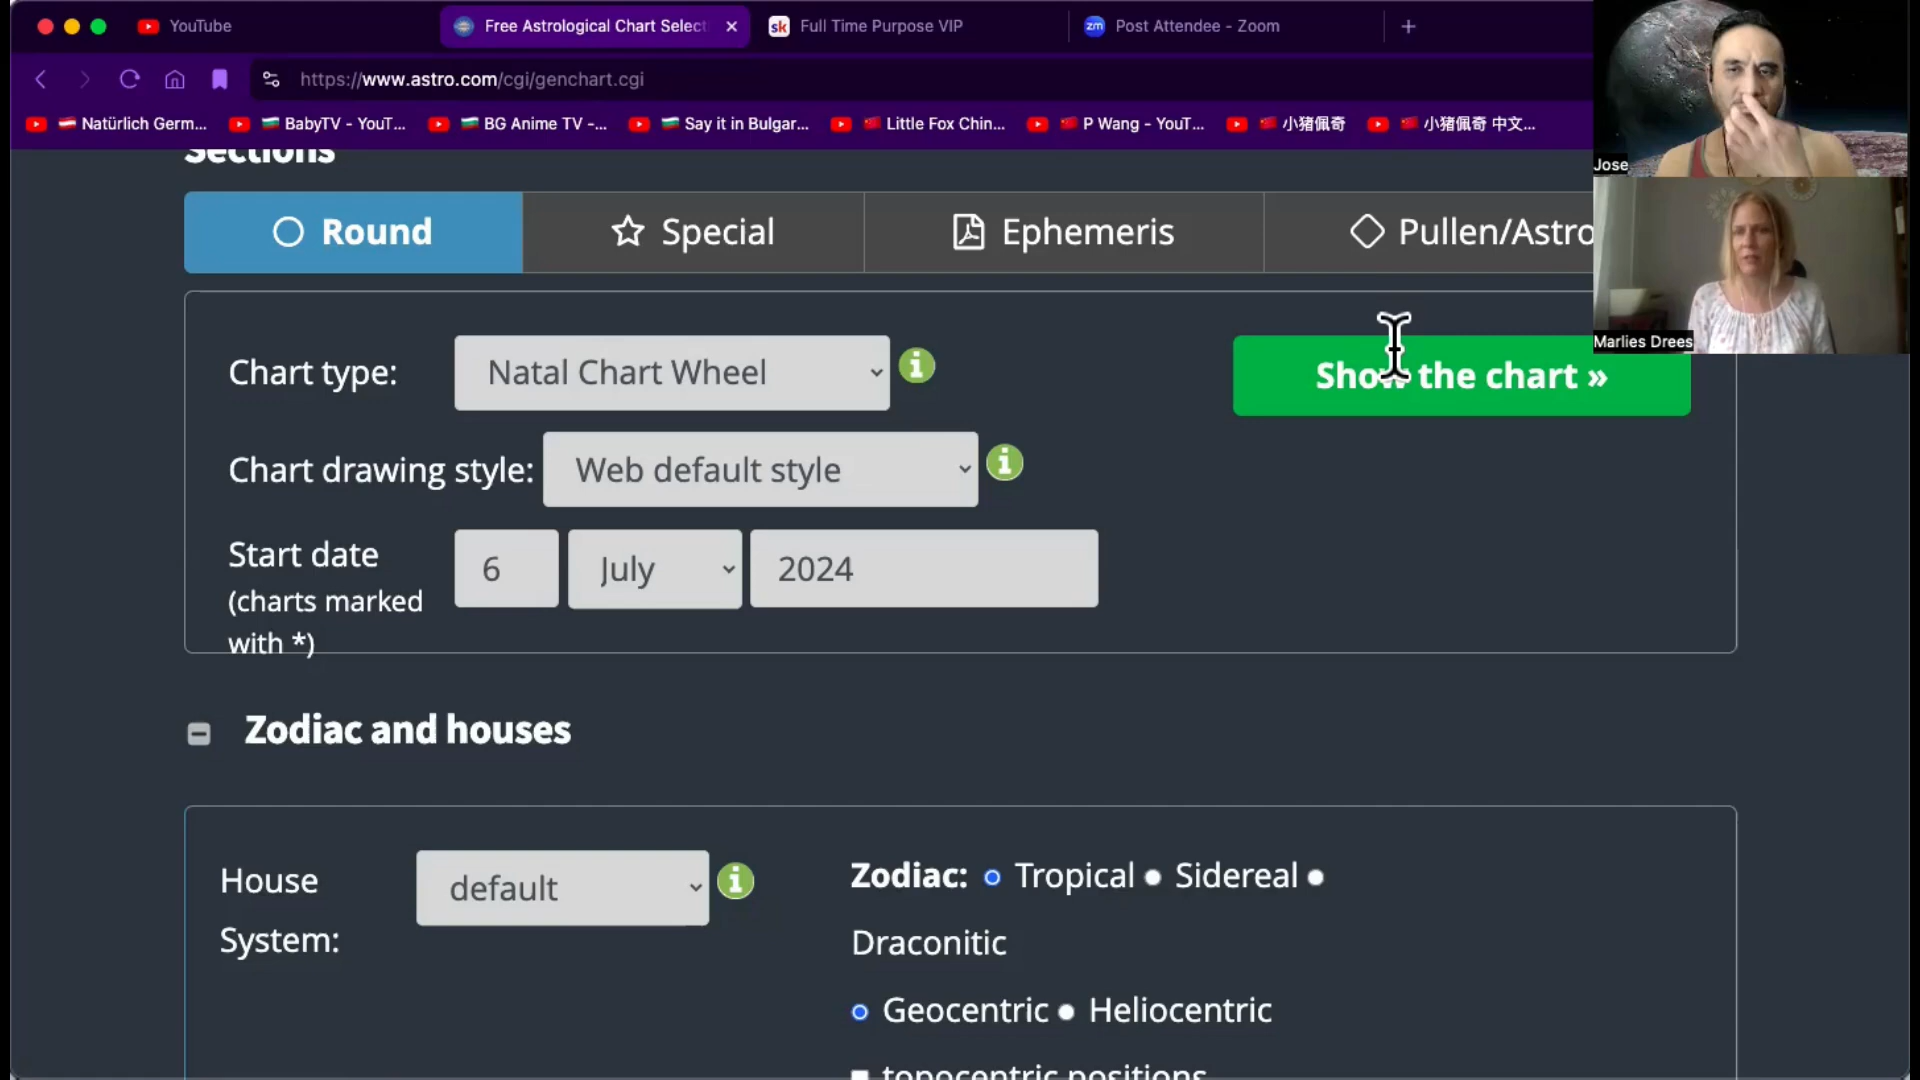 YouTube
Free Astrological Chart Select
Full Time Purpose VIP
Post Attendee - Zoom
https://www.astro.com/cgi/genchart.cgi
Natürlich Germ...
BabyTV - YouT...
BG Anime TV -...
Say it in Bulgar...
Little Fox Chin...
P Wang - YouT...
小猪佩奇
小猪佩奇 中文...
Jose
Marlies Drees
Sections
Round
Special
Ephemeris
Pullen/Astro
Chart type:
Natal Chart Wheel
Show the chart »
Chart drawing style:
Web default style
Start date
(charts marked
with *)
6
July
2024
Zodiac and houses
House
System:
default
Zodiac: Tropical Sidereal
Draconitic
Geocentric Heliocentric
topocentric positions